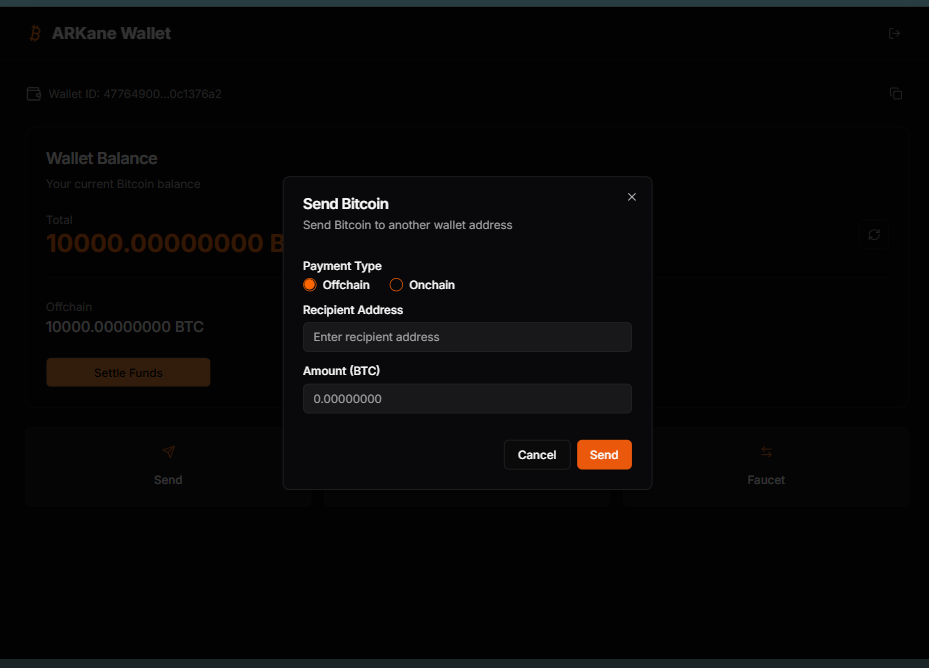 ARKane Wallet
Wallet ID: 47764900...0c1376a2
Wallet Balance
Your current Bitcoin balance
Total
10000.00000000 B
Offchain
10000.00000000 BTC
Settle Funds
Send
Faucet
Send Bitcoin
Send Bitcoin to another wallet address
Payment Type
Offchain Onchain
Recipient Address
Enter recipient address
Amount (BTC)
0.00000000
Cancel Send